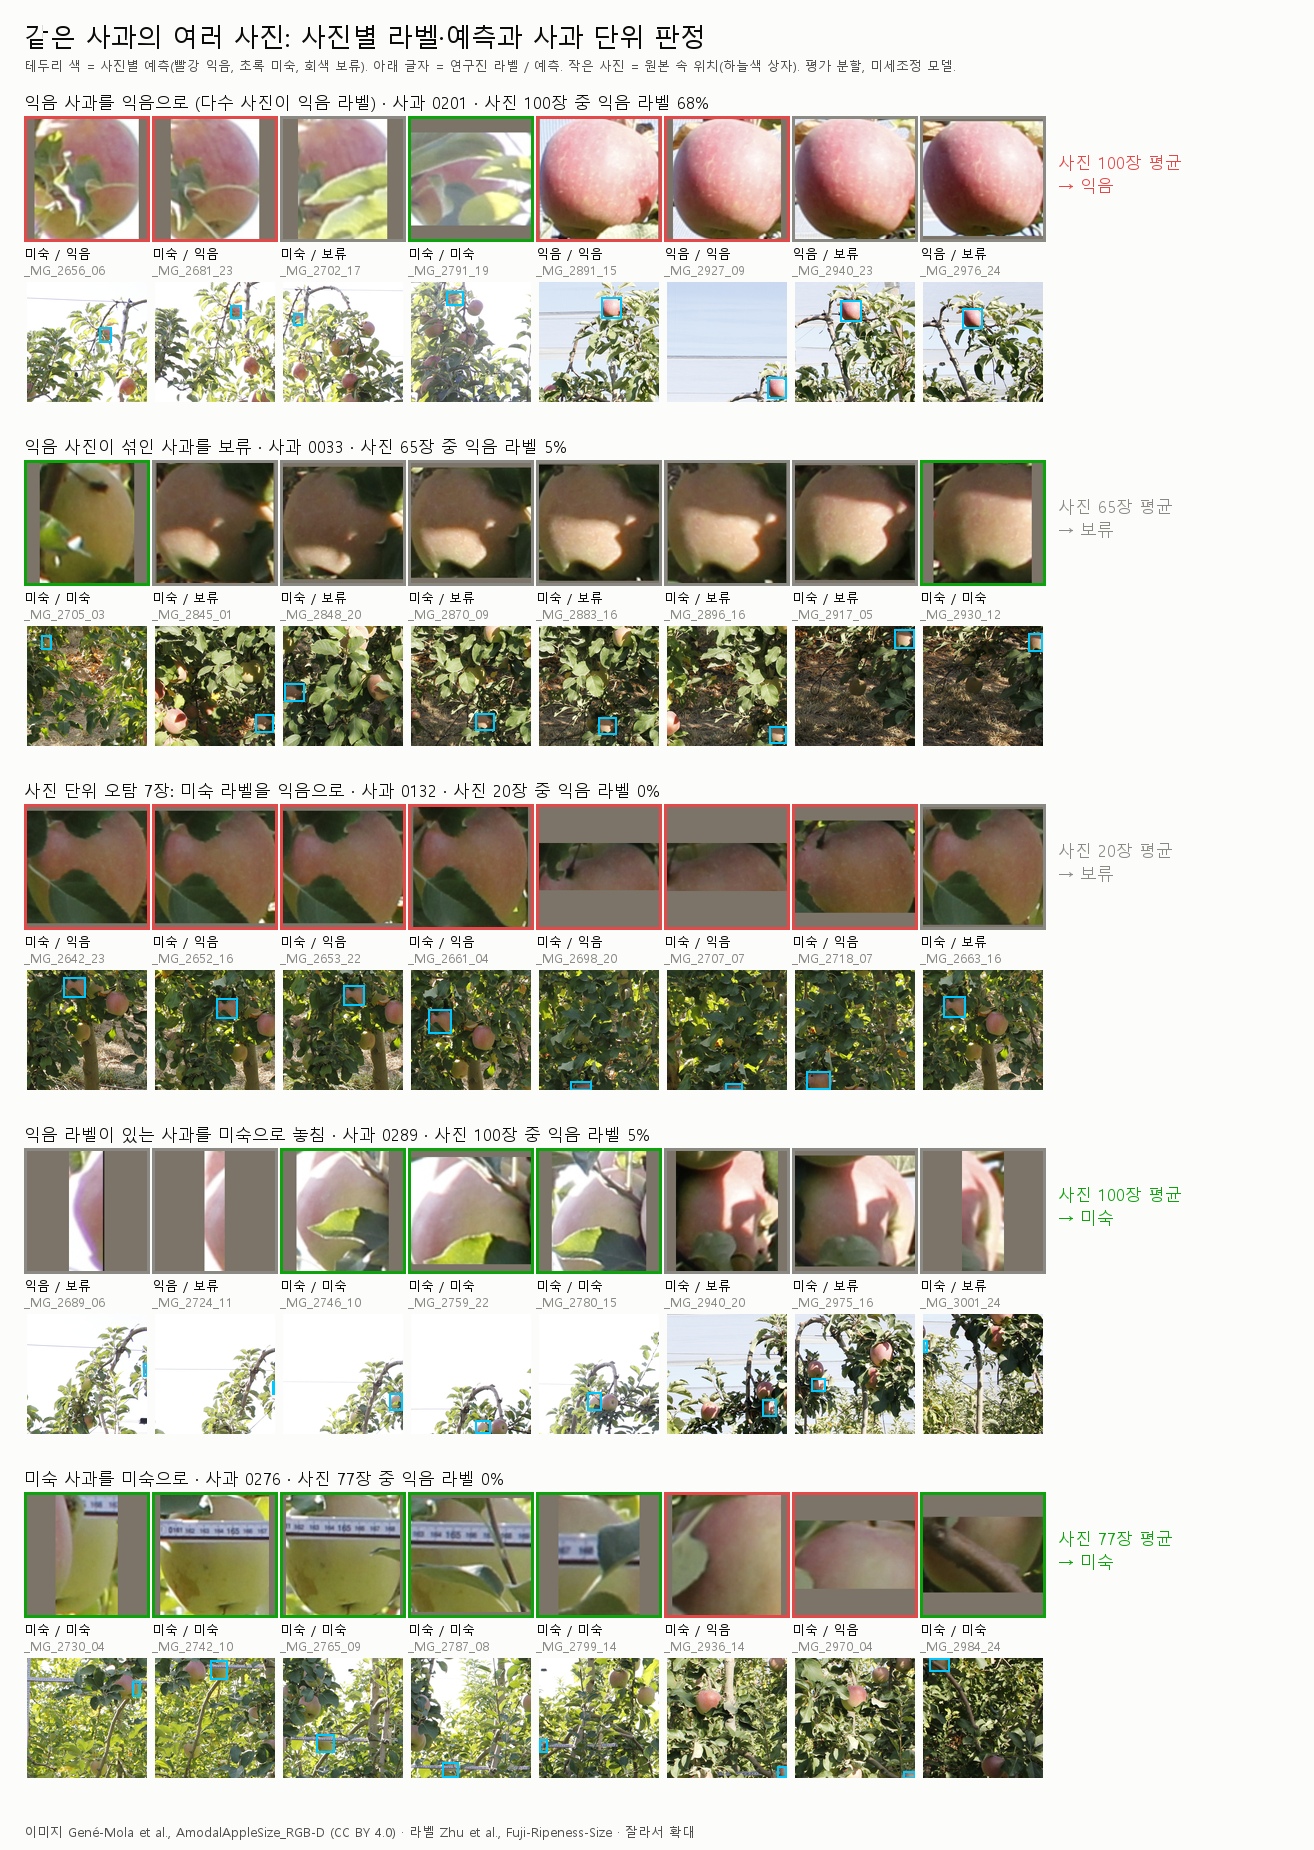 같은 사과의 여러 사진: 사진별 라벨·예측과 사과 단위 판정
테두리 색 = 사진별 예측(빨강 익음, 초록 미숙, 회색 보류). 아래 글자 = 연구진 라벨 / 예측. 작은 사진 = 원본 속 위치(하늘색 상자). 평가 분할, 미세조정 모델.
익음 사과를 익음으로 (다수 사진이 익음 라벨) · 사과 0201 · 사진 100장 중 익음 라벨 68%
사진 100장 평균
→ 익음
미숙 / 익음 미숙 / 익음 미숙 / 보류 미숙 / 미숙 익음 / 익음 익음 / 익음 익음 / 보류 익음 / 보류
_MG_2656_06 _MG_2681_23 _MG_2702_17 _MG_2791_19 _MG_2891_15 _MG_2927_09 _MG_2940_23 _MG_2976_24
익음 사진이 섞인 사과를 보류 · 사과 0033 · 사진 65장 중 익음 라벨 5%
사진 65장 평균
→ 보류
미숙 / 미숙 미숙 / 보류 미숙 / 보류 미숙 / 보류 미숙 / 보류 미숙 / 보류 미숙 / 보류 미숙 / 미숙
_MG_2705_03 _MG_2845_01 _MG_2848_20 _MG_2870_09 _MG_2883_16 _MG_2896_16 _MG_2917_05 _MG_2930_12
사진 단위 오탐 7장: 미숙 라벨을 익음으로 · 사과 0132 · 사진 20장 중 익음 라벨 0%
사진 20장 평균
→ 보류
미숙 / 익음 미숙 / 익음 미숙 / 익음 미숙 / 익음 미숙 / 익음 미숙 / 익음 미숙 / 익음 미숙 / 보류
_MG_2642_23 _MG_2652_16 _MG_2653_22 _MG_2661_04 _MG_2698_20 _MG_2707_07 _MG_2718_07 _MG_2663_16
익음 라벨이 있는 사과를 미숙으로 놓침 · 사과 0289 · 사진 100장 중 익음 라벨 5%
사진 100장 평균
→ 미숙
익음 / 보류 익음 / 보류 미숙 / 미숙 미숙 / 미숙 미숙 / 미숙 미숙 / 보류 미숙 / 보류 미숙 / 보류
_MG_2689_06 _MG_2724_11 _MG_2746_10 _MG_2759_22 _MG_2780_15 _MG_2940_20 _MG_2975_16 _MG_3001_24
미숙 사과를 미숙으로 · 사과 0276 · 사진 77장 중 익음 라벨 0%
사진 77장 평균
→ 미숙
미숙 / 미숙 미숙 / 미숙 미숙 / 미숙 미숙 / 미숙 미숙 / 미숙 미숙 / 익음 미숙 / 익음 미숙 / 미숙
_MG_2730_04 _MG_2742_10 _MG_2765_09 _MG_2787_08 _MG_2799_14 _MG_2936_14 _MG_2970_04 _MG_2984_24
이미지 Gené-Mola et al., AmodalAppleSize_RGB-D (CC BY 4.0) · 라벨 Zhu et al., Fuji-Ripeness-Size · 잘라서 확대